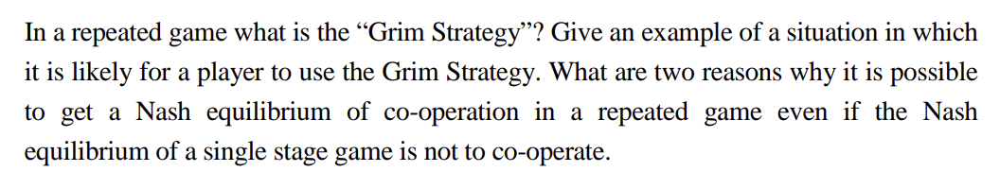 In a repeated game what is the “Grim Strategy”? Give an example of a situation in which
it is likely for a player to use the Grim Strategy. What are two reasons why it is possible
to get a Nash equilibrium of co-operation in a repeated game even if the Nash
equilibrium of a single stage game is not to co-operate.